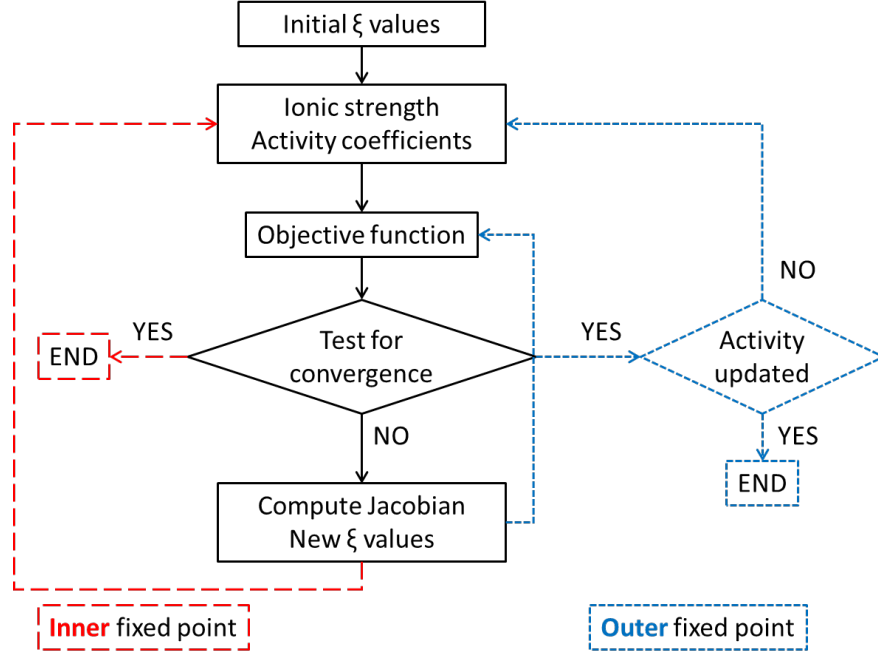 Initial ξ values
Ionic strength
Activity coefficients
Objective function
NO
YES
YES
END
Test for
convergence
Activity
updated
NO
YES
END
Compute Jacobian
New ξ values
Inner fixed point
Outer fixed point